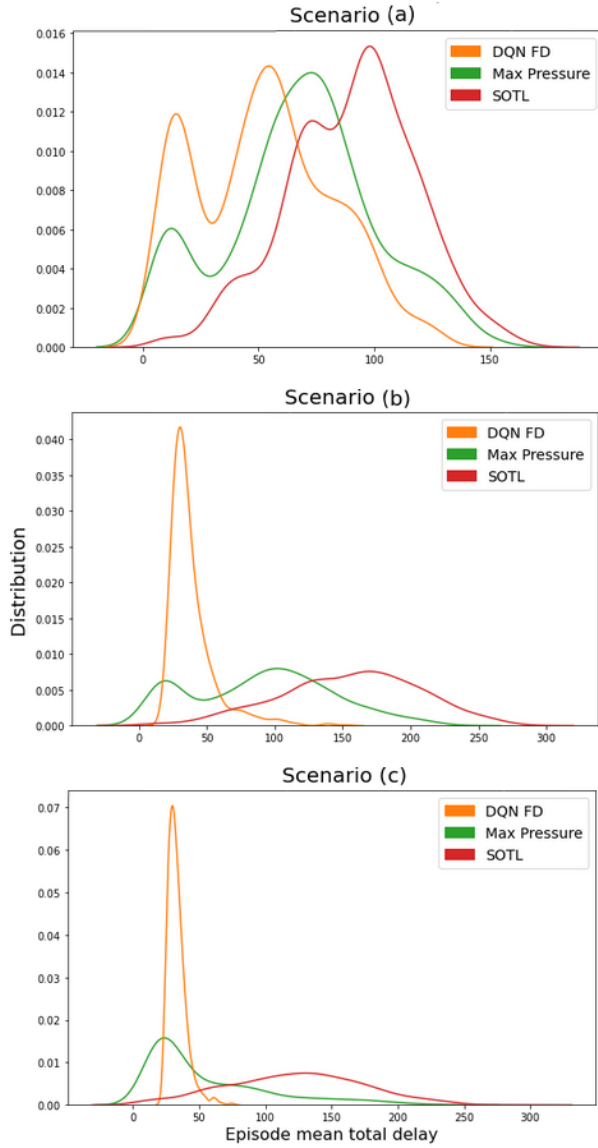 Scenario (a)
DQN FD
Max Pressure
SOTL
0.016
0.014
0.012
0.010
0.008
0.006
0.004
0.002
0.000
0 50 100 150
Scenario (b)
DQN FD
Max Pressure
SOTL
0.040
0.035
0.030
0.025
0.020
0.015
0.010
0.005
0.000
0 50 100 150 200 250 300
Distribution
Scenario (c)
DQN FD
Max Pressure
SOTL
0.07
0.06
0.05
0.04
0.03
0.02
0.01
0.00
0 50 100 150 200 250 300
Episode mean total delay